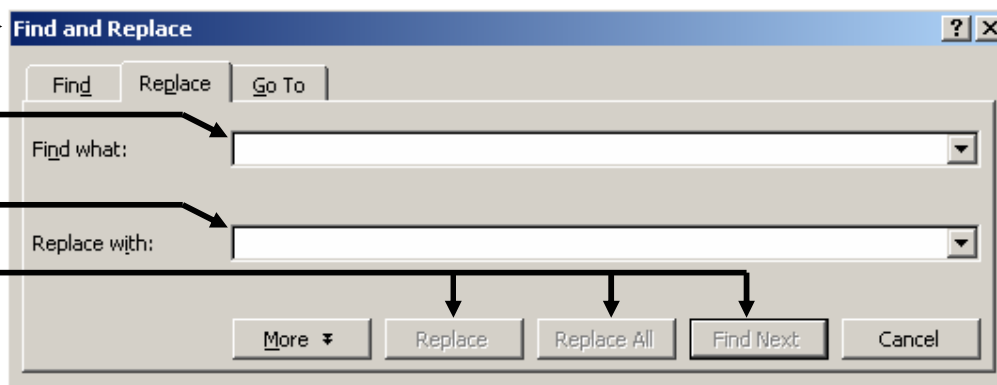 Find and Replace
Find Replace Go To
Find what:
Replace with:
More Replace Replace All Find Next Cancel